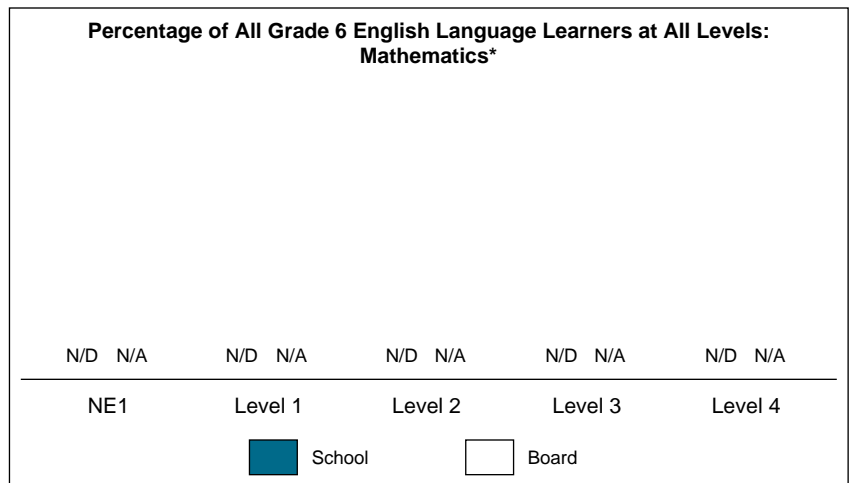 Percentage of All Grade 6 English Language Learners at All Levels:
Mathematics*
N/D N/A N/D N/A N/D N/A N/D N/A N/D N/A
NE1 Level 1 Level 2 Level 3 Level 4
School Board